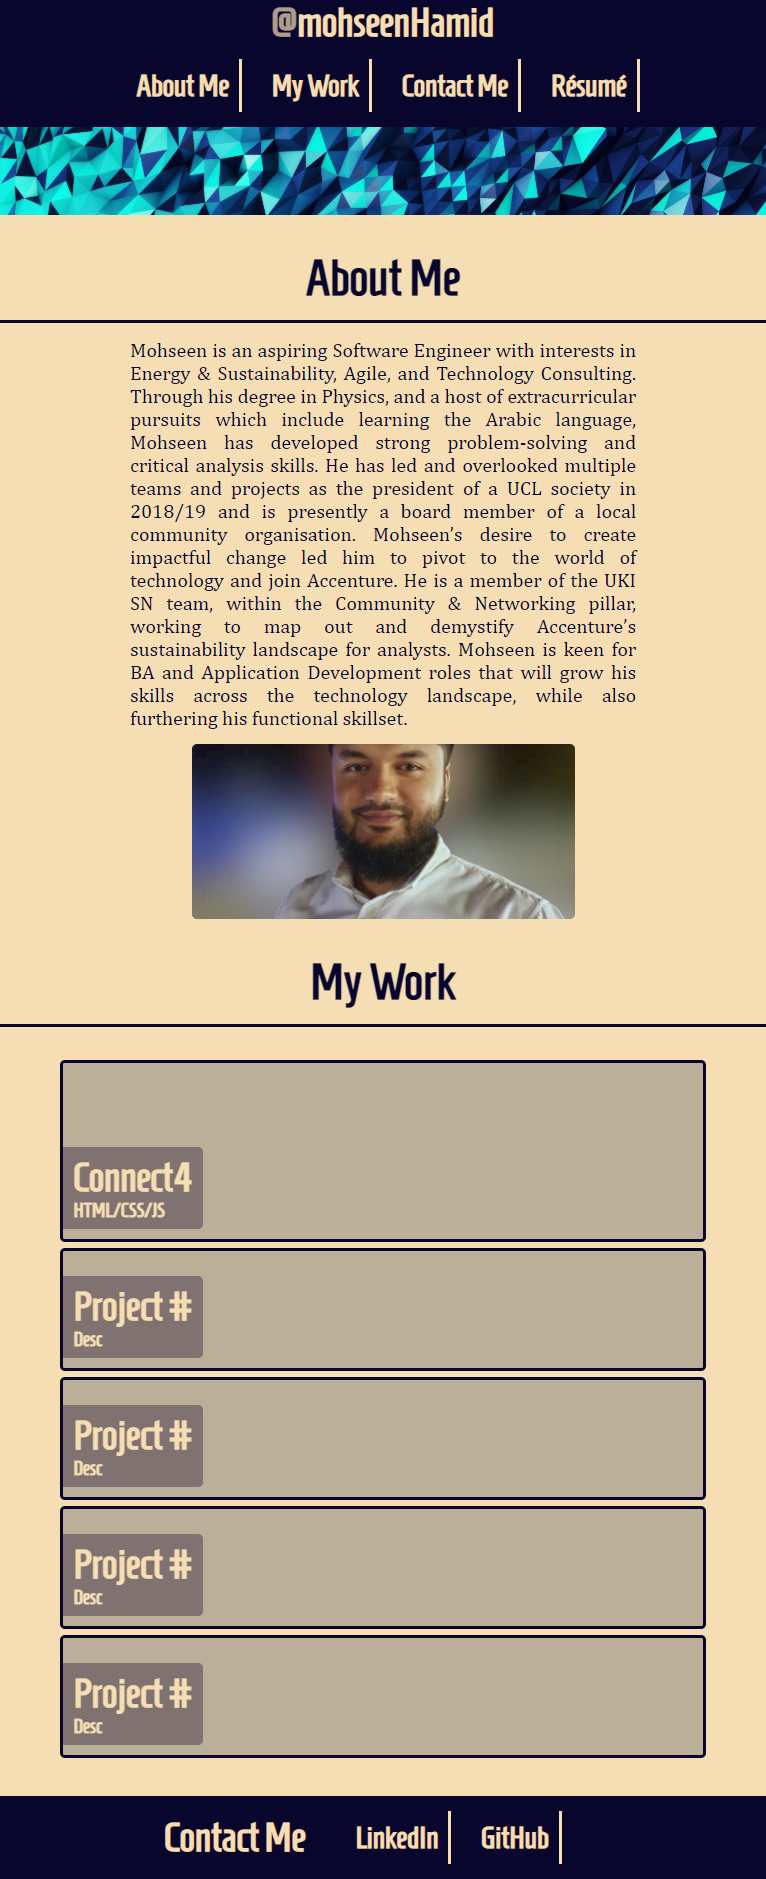 @mohseenHamid
About Me
My Work
Contact Me
Résumé
About Me
Mohseen is an aspiring Software Engineer with interests in
Energy & Sustainability, Agile, and Technology Consulting.
Through his degree in Physics, and a host of extracurricular
pursuits which include learning the Arabic language,
Mohseen has developed strong problem-solving and
critical analysis skills. He has led and overlooked multiple
teams and projects as the president of a UCL society in
2018/19 and is presently a board member of a local
community organisation. Mohseen’s desire to create
impactful change led him to pivot to the world of
technology and join Accenture. He is a member of the UKI
SN team, within the Community & Networking pillar,
working to map out and demystify Accenture’s
sustainability landscape for analysts. Mohseen is keen for
BA and Application Development roles that will grow his
skills across the technology landscape, while also
furthering his functional skillset.
My Work
Connect4
HTML/CSS/JS
Project #
Desc
Project #
Desc
Project #
Desc
Project #
Desc
Contact Me
LinkedIn
GitHub